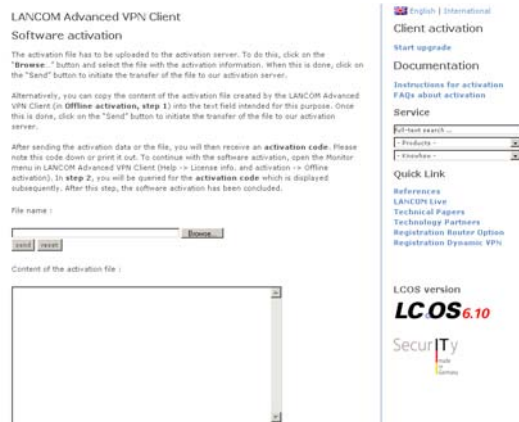 LANCOM Advanced VPN Client
Software activation
The activation file has to be uploaded to the activation server. To do this, click on the
"Browse..." button and select the file with the activation information. When this is done, click on
the "Send" button to initiate the transfer of the file to our activation server.
Alternatively, you can copy the content of the activation file created by the LANCOM Advanced
VPN Client (in Offline activation, step 1) into the text field intended for this purpose. Once
this is done, click on the "Send" button to initiate the transfer of the file to our activation
server.
After sending the activation data or the file, you will then receive an activation code. Please
note this code down or print it out. To continue with the software activation, open the Monitor
menu in LANCOM Advanced VPN Client (Help -> License info. and activation -> Offline
activation). In step 2, you will be queried for the activation code which is displayed
subsequently. After this step, the software activation has been concluded.
File name :
Browse...
send reset
Content of the activation file :
English | International
Client activation
Start upgrade
Documentation
Instructions for activation
FAQs about activation
Service
Full-text search ...
- Products -
- Knowhow -
Quick Link
References
LANCOM Live
Technical Papers
Technology Partners
Registration Router Option
Registration Dynamic VPN
LCOS version
LCOS 6.10
SecurITy
made
in
Germany